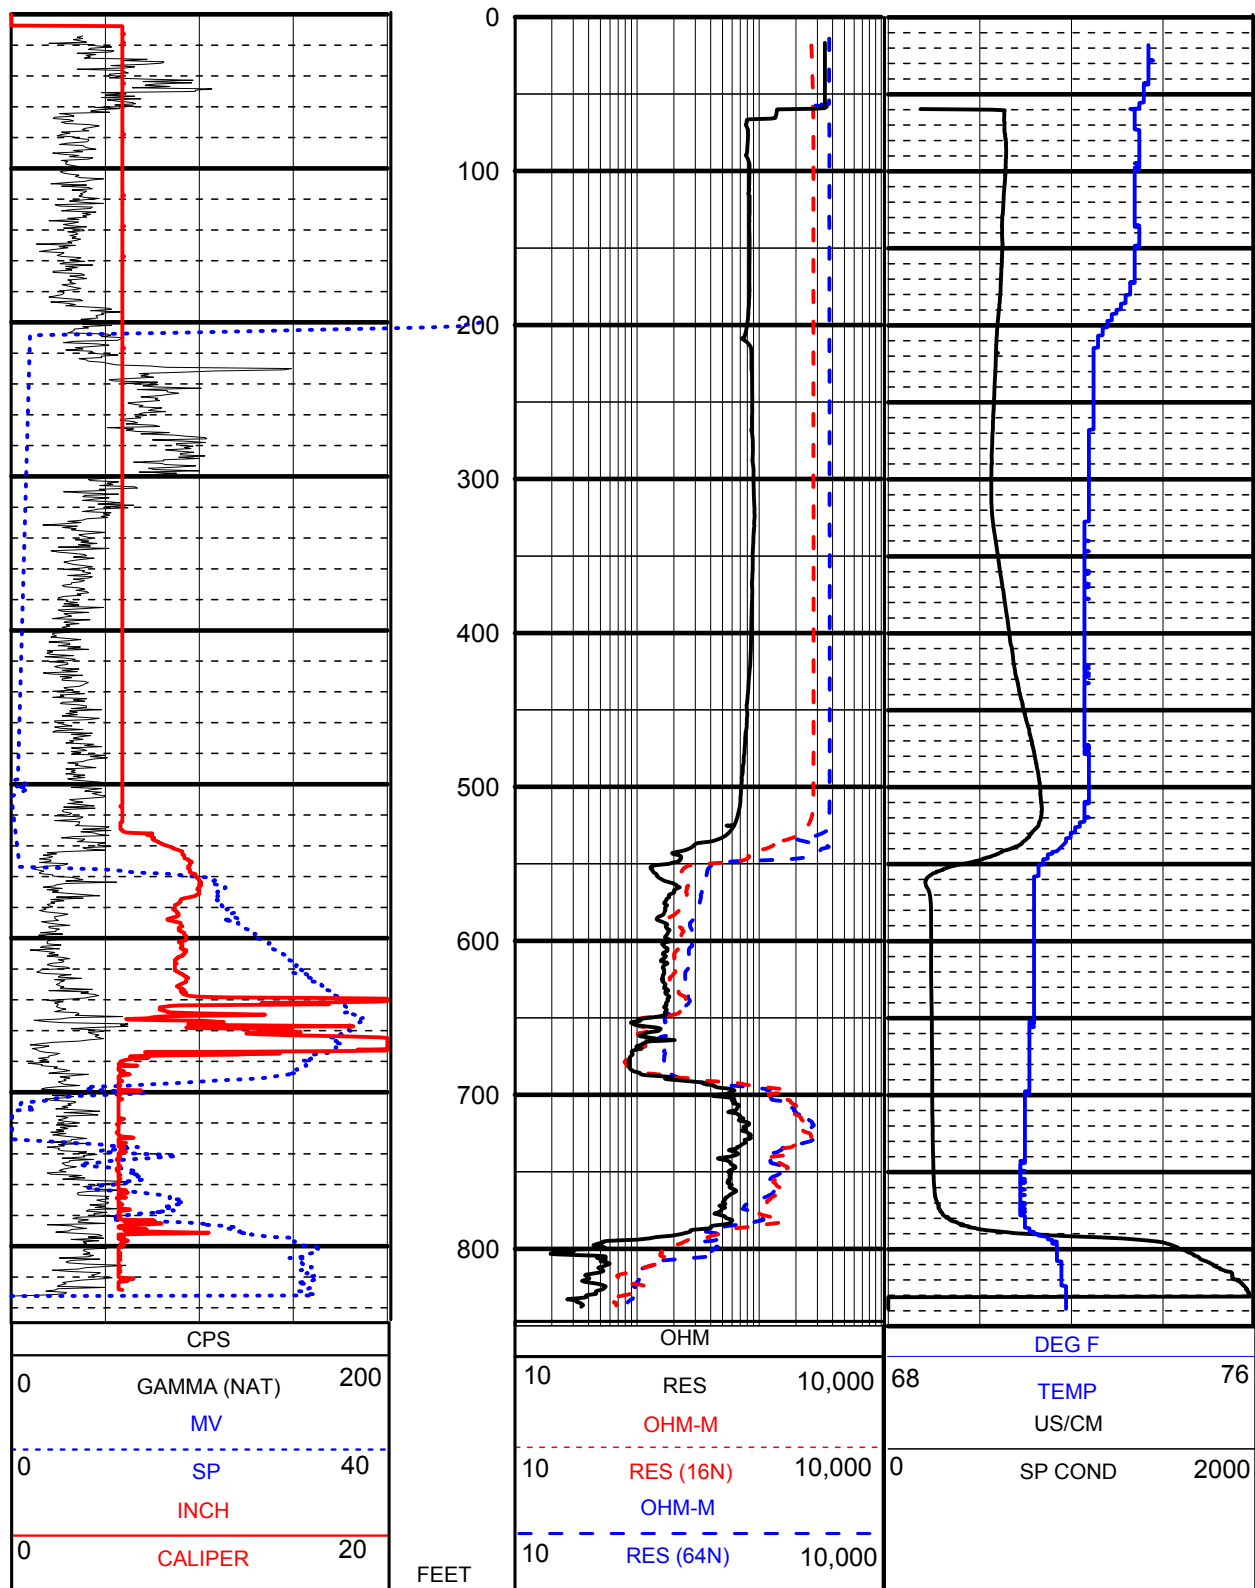 0
100
200
300
400
500
600
700
800
FEET
CPS
0 GAMMA (NAT) 200
MV
0 SP 40
INCH
0 CALIPER 20
OHM
10 RES 10,000
OHM-M
10 RES (16N) 10,000
OHM-M
10 RES (64N) 10,000
DEG F
68 TEMP 76
US/CM
0 SP COND 2000